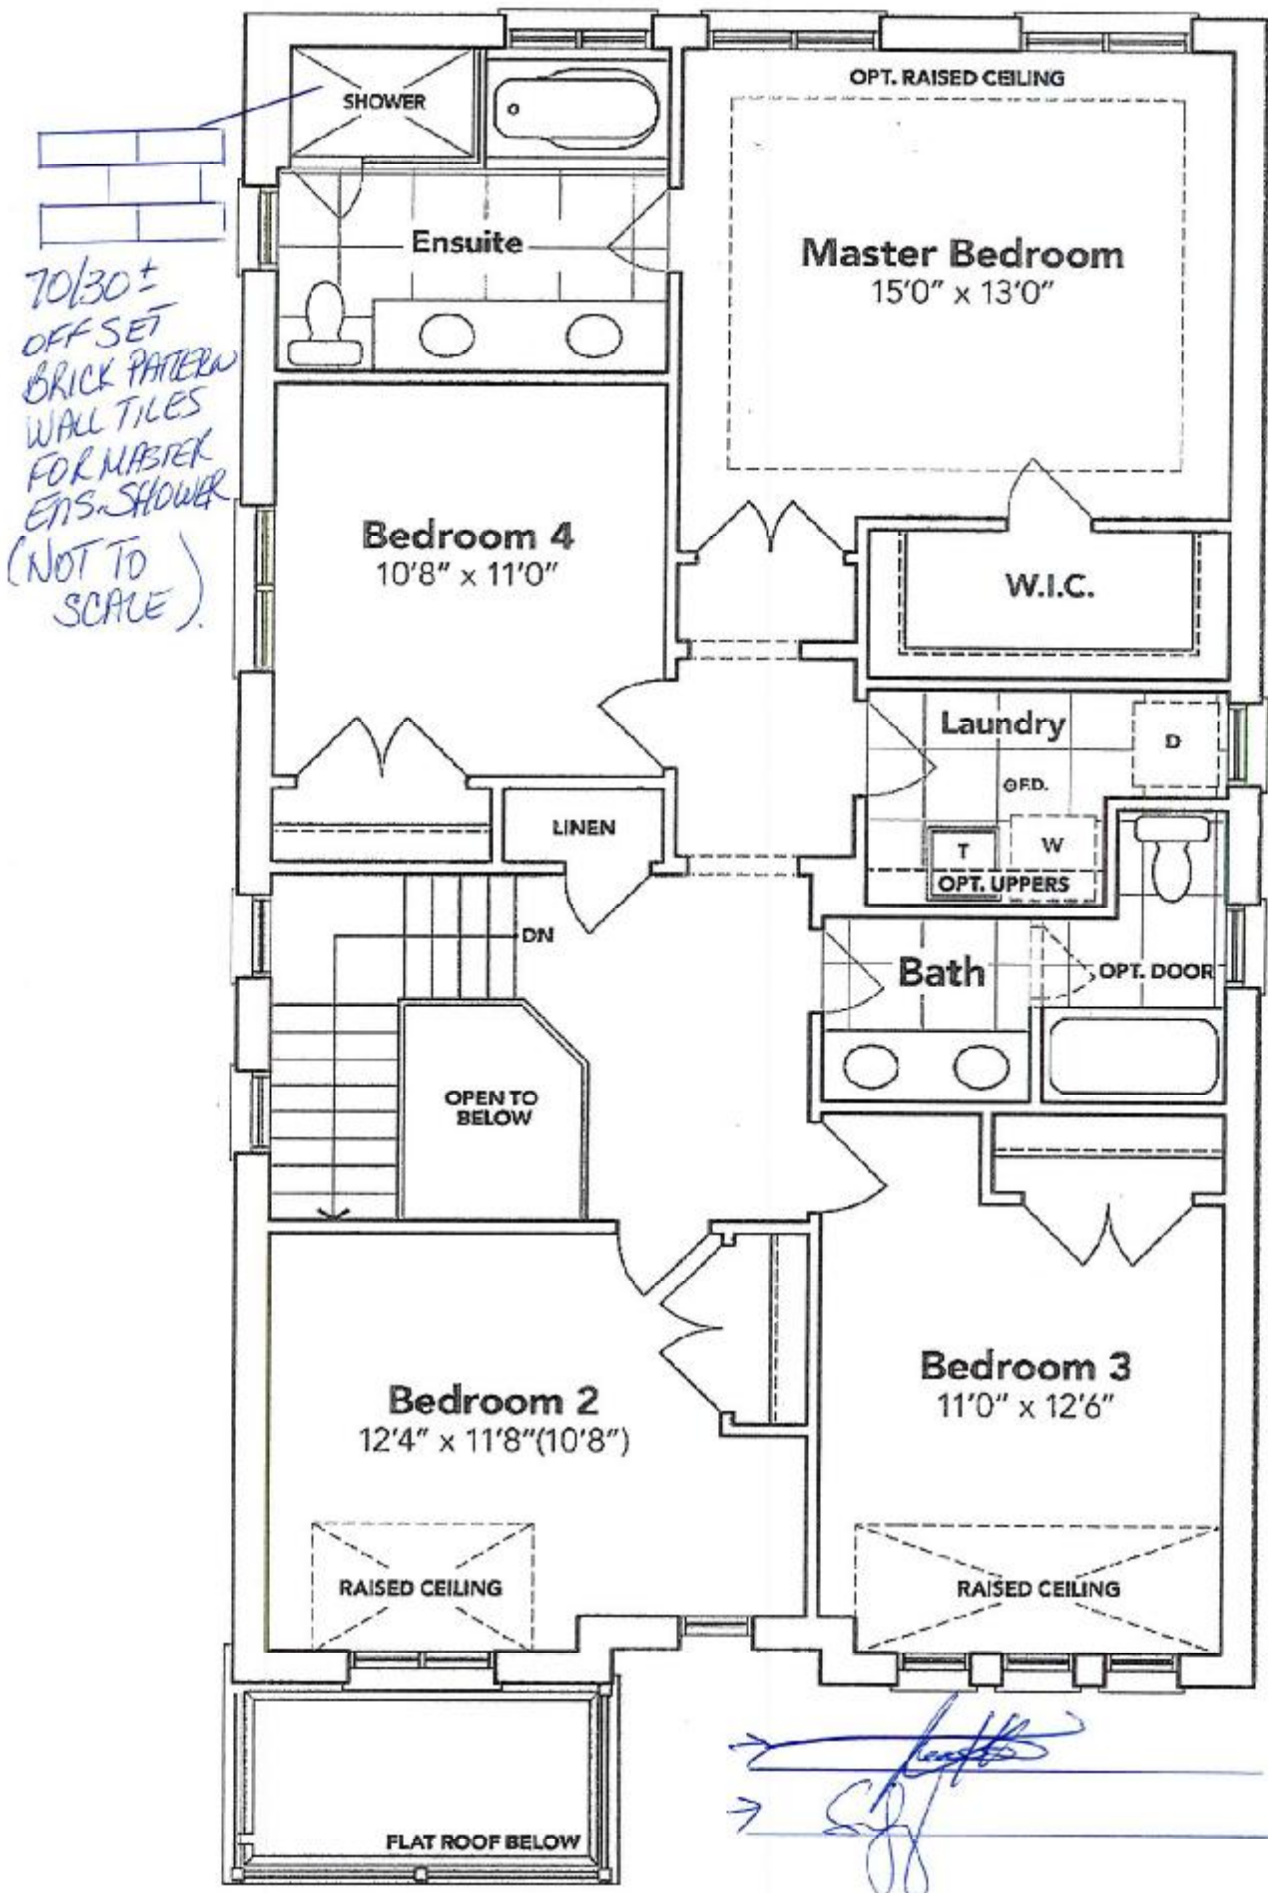 OPT. RAISED CEILING
SHOWER
Ensuite
Master Bedroom
15'0" x 13'0"
70/30 ±
OFFSET
BRICK PATTERN
WALL TILES
FOR MASTER
ENS. SHOWER
(NOT TO
SCALE).
Bedroom 4
10'8" x 11'0"
W.I.C.
Laundry
D
F.D.
LINEN
T
W
OPT. UPPERS
DN
Bath
OPT. DOOR
OPEN TO
BELOW
Bedroom 3
11'0" x 12'6"
Bedroom 2
12'4" x 11'8"(10'8")
RAISED CEILING
RAISED CEILING
FLAT ROOF BELOW